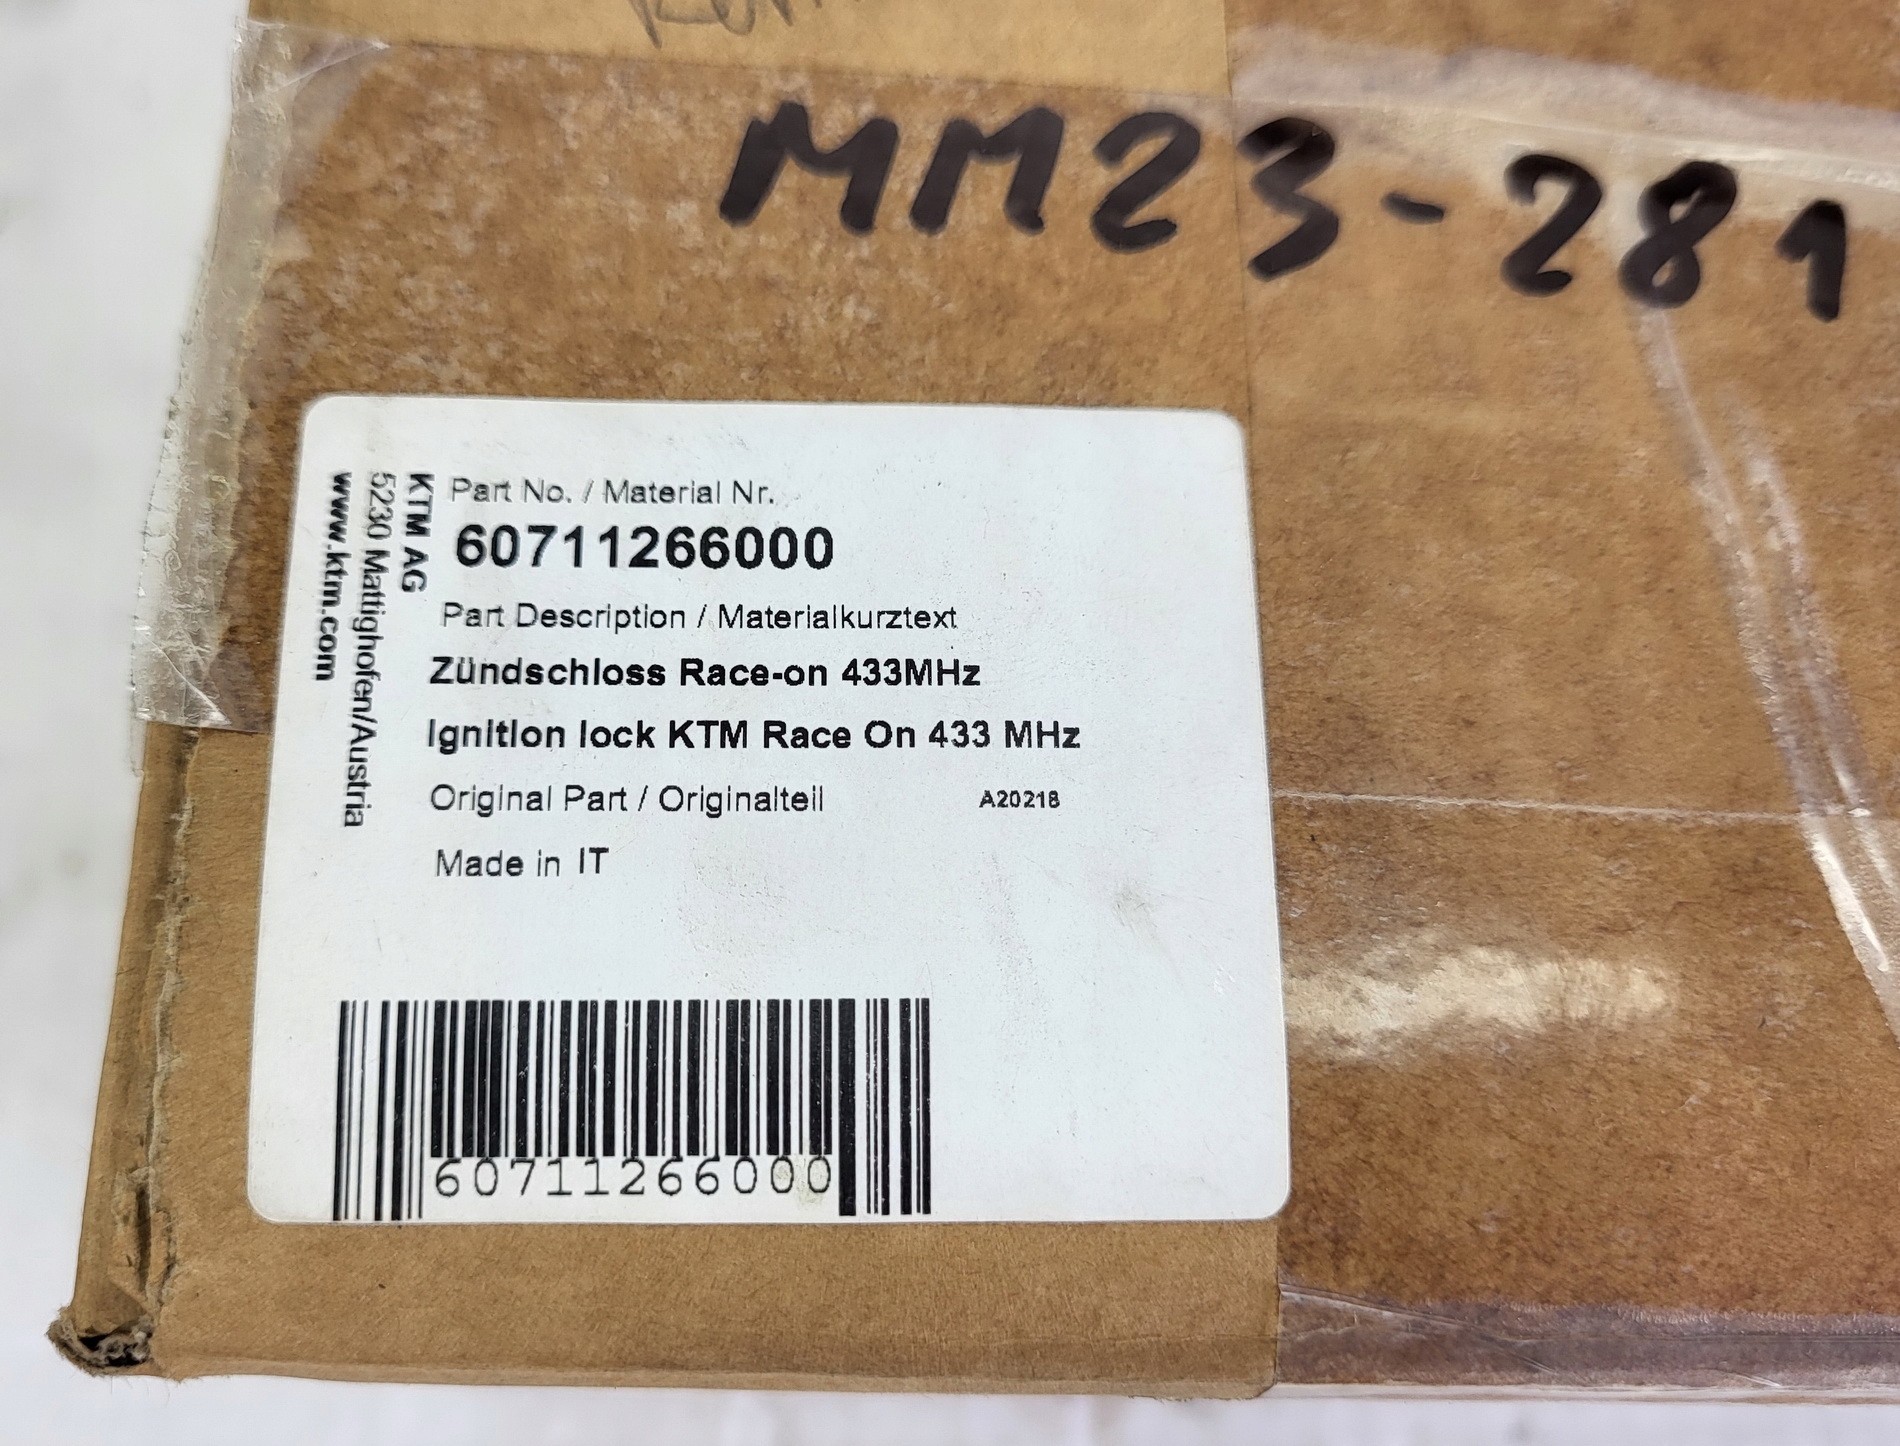 MM23-281
KTM AG
5230 Mattighofen/Austria
www.ktm.com
Part No. / Material Nr.
60711266000
Part Description / Materialkurztext
Zündschloss Race-on 433MHz
Ignition lock KTM Race On 433 MHz
Original Part / Originalteil A20218
Made in IT
60711266000